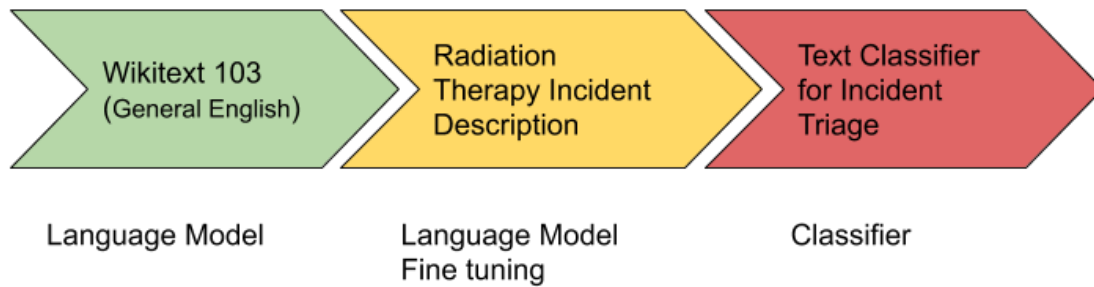 Wikitext 103
(General English)
Radiation
Therapy Incident
Description
Text Classifier
for Incident
Triage
Language Model
Language Model
Fine tuning
Classifier